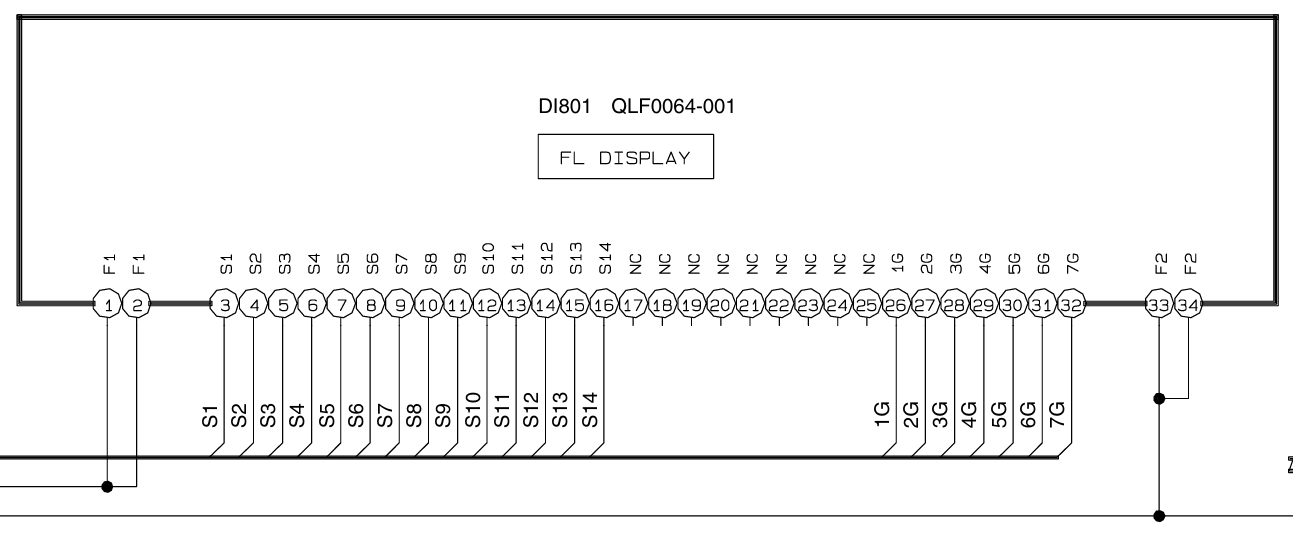 DI801 QLF0064-001
FL DISPLAY
F1 F1 S1 S2 S3 S4 S5 S6 S7 S8 S9 S10 S11 S12 S13 S14 NC NC NC NC NC NC NC NC NC 1G 2G 3G 4G 5G 6G 7G F2 F2
1 2 3 4 5 6 7 8 9 10 11 12 13 14 15 16 17 18 19 20 21 22 23 24 25 26 27 28 29 30 31 32 33 34
S1 S2 S3 S4 S5 S6 S7 S8 S9 S10 S11 S12 S13 S14 1G 2G 3G 4G 5G 6G 7G